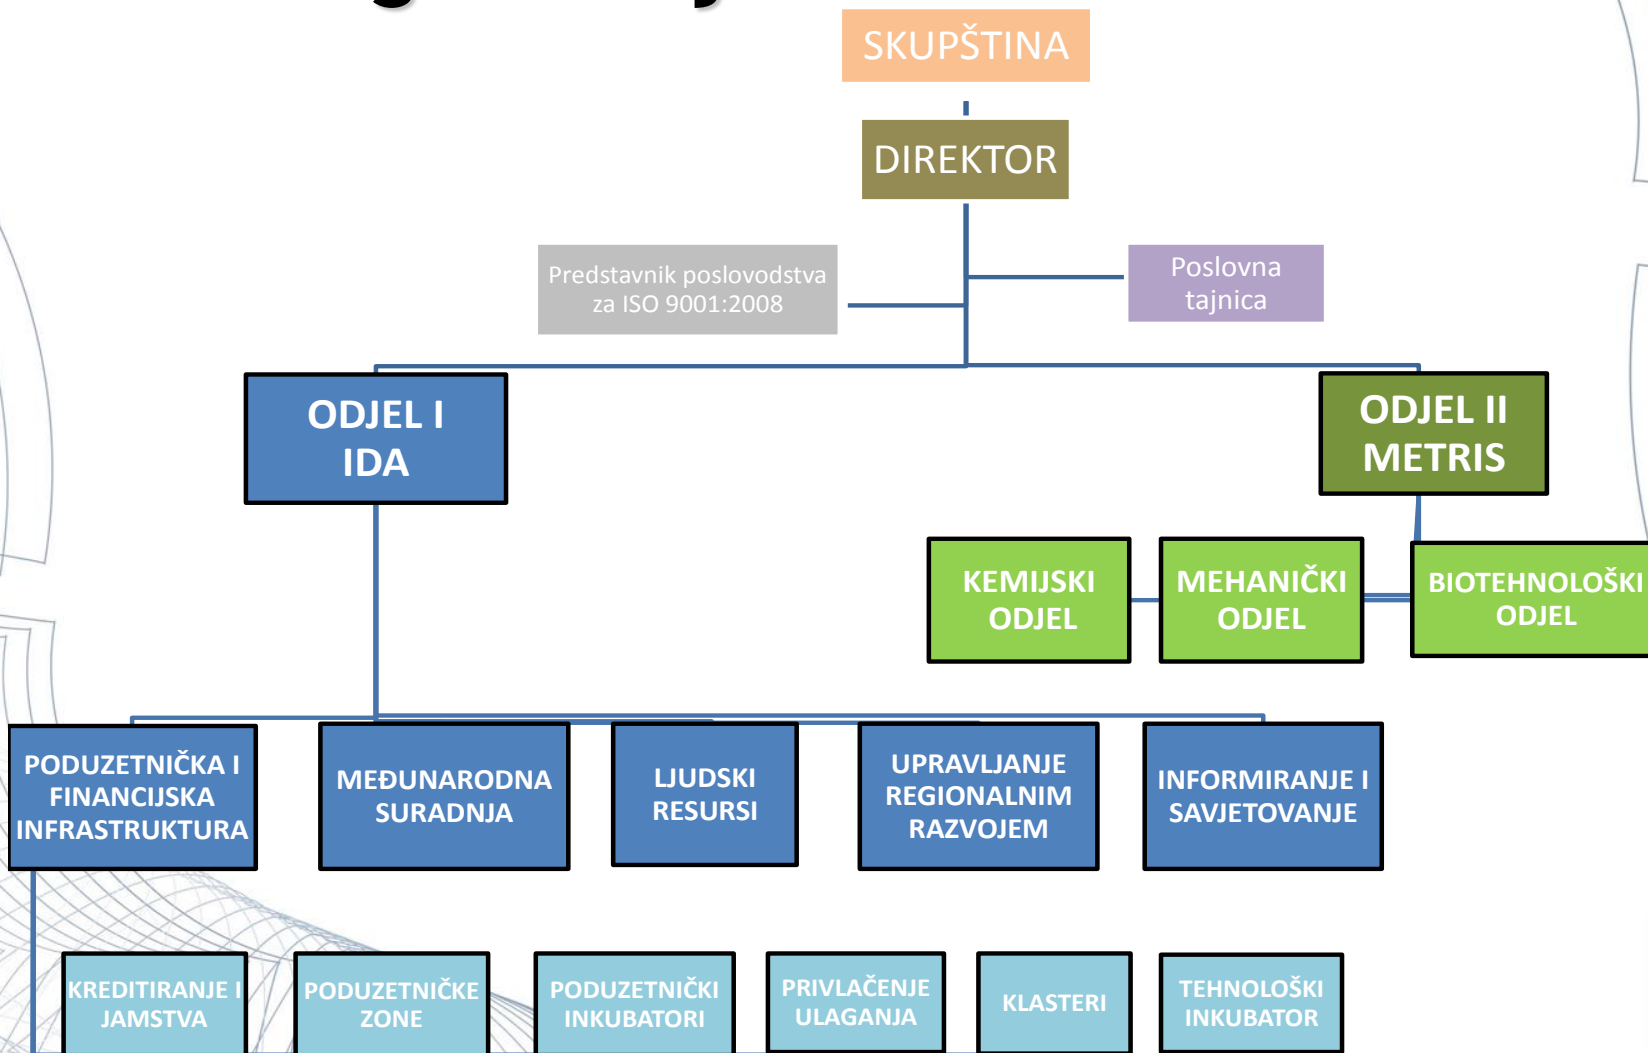 SKUPŠTINA
DIREKTOR
Predstavnik poslovodstva
za ISO 9001:2008
Poslovna
tajnica
ODJEL I
IDA
ODJEL II
METRIS
KEMIJSKI
ODJEL
MEHANIČKI
ODJEL
BIOTEHNOLOŠKI
ODJEL
PODUZETNIČKA I
FINANCIJSKA
INFRASTRUKTURA
MEĐUNARODNA
SURADNJA
LJUDSKI
RESURSI
UPRAVLJANJE
REGIONALNIM
RAZVOJEM
INFORMIRANJE I
SAVJETOVANJE
KREDITIRANJE I
JAMSTVA
PODUZETNIČKE
ZONE
PODUZETNIČKI
INKUBATORI
PRIVLAČENJE
ULAGANJA
KLASTERI
TEHNOLOŠKI
INKUBATOR